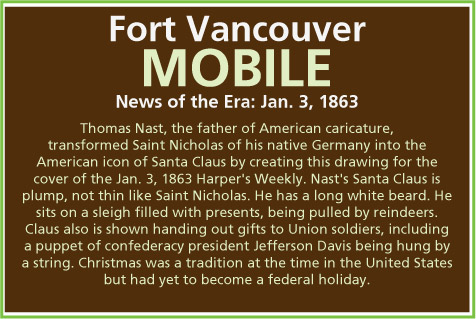 Fort Vancouver
MOBILE
News of the Era: Jan. 3, 1863
Thomas Nast, the father of American caricature,
transformed Saint Nicholas of his native Germany into the
American icon of Santa Claus by creating this drawing for the
cover of the Jan. 3, 1863 Harper's Weekly. Nast's Santa Claus is
plump, not thin like Saint Nicholas. He has a long white beard. He
sits on a sleigh filled with presents, being pulled by reindeers.
Claus also is shown handing out gifts to Union soldiers, including
a puppet of confederacy president Jefferson Davis being hung by
a string. Christmas was a tradition at the time in the United States
but had yet to become a federal holiday.